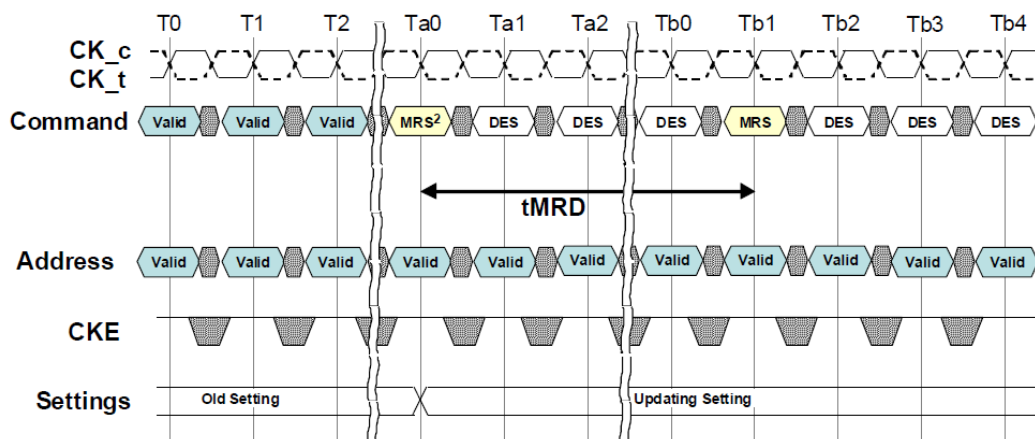 T0 T1 T2 Ta0 Ta1 Ta2 Tb0 Tb1 Tb2 Tb3 Tb4
CK_c
CK_t
Command Valid Valid Valid MRS² DES DES DES MRS DES DES DES
tMRD
Address Valid Valid Valid Valid Valid Valid Valid Valid Valid Valid Valid
CKE
Settings Old Setting Updating Setting